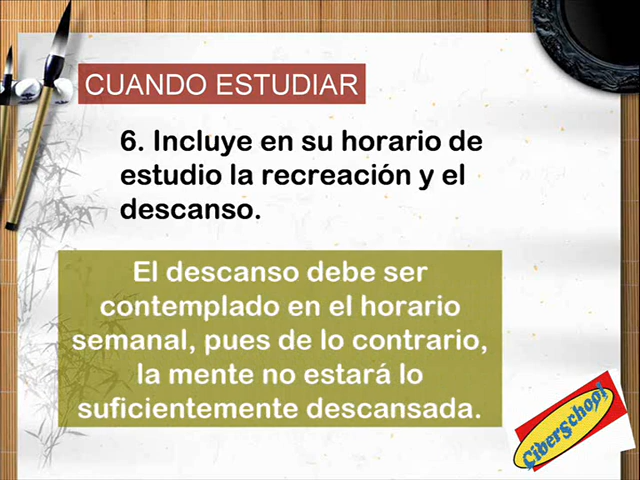 CUANDO ESTUDIAR
6. Incluye en su horario de
estudio la recreación y el
descanso.
El descanso debe ser
contemplado en el horario
semanal, pues de lo contrario,
la mente no estará lo
suficientemente descansada.
CiberSchool